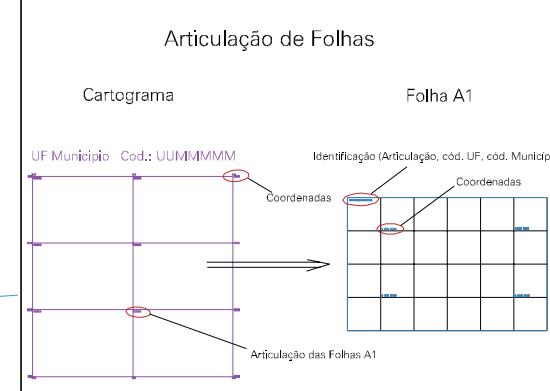 Articulação de Folhas
Cartograma
Folha A1
UF Municipio Cod.: UUMMMMM
Identificação (Articulação, cód. UF, cód. Municíp
Coordenadas
Coordenadas
Articulação das Folhas A1